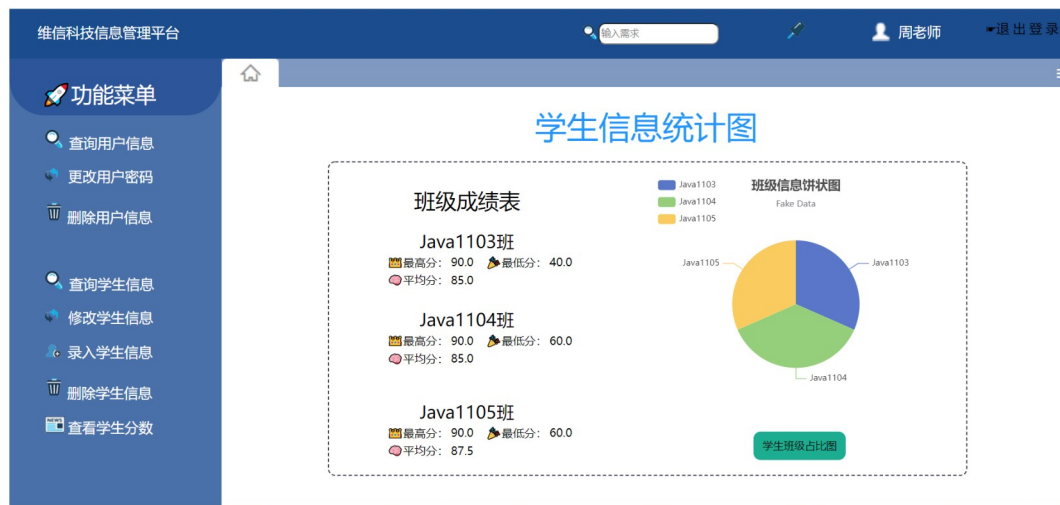 维信科技信息管理平台
输入需求
周老师
退出登录
功能菜单
查询用户信息
更改用户密码
删除用户信息
查询学生信息
修改学生信息
录入学生信息
删除学生信息
NEWS 查看学生分数
学生信息统计图
班级成绩表
Java1103班
最高分: 90.0 最低分: 40.0
平均分: 85.0
Java1104班
最高分: 90.0 最低分: 60.0
平均分: 85.0
Java1105班
最高分: 90.0 最低分: 60.0
平均分: 87.5
Java1103
Java1104
Java1105
班级信息饼状图
Fake Data
Java1105
Java1103
Java1104
学生班级占比图